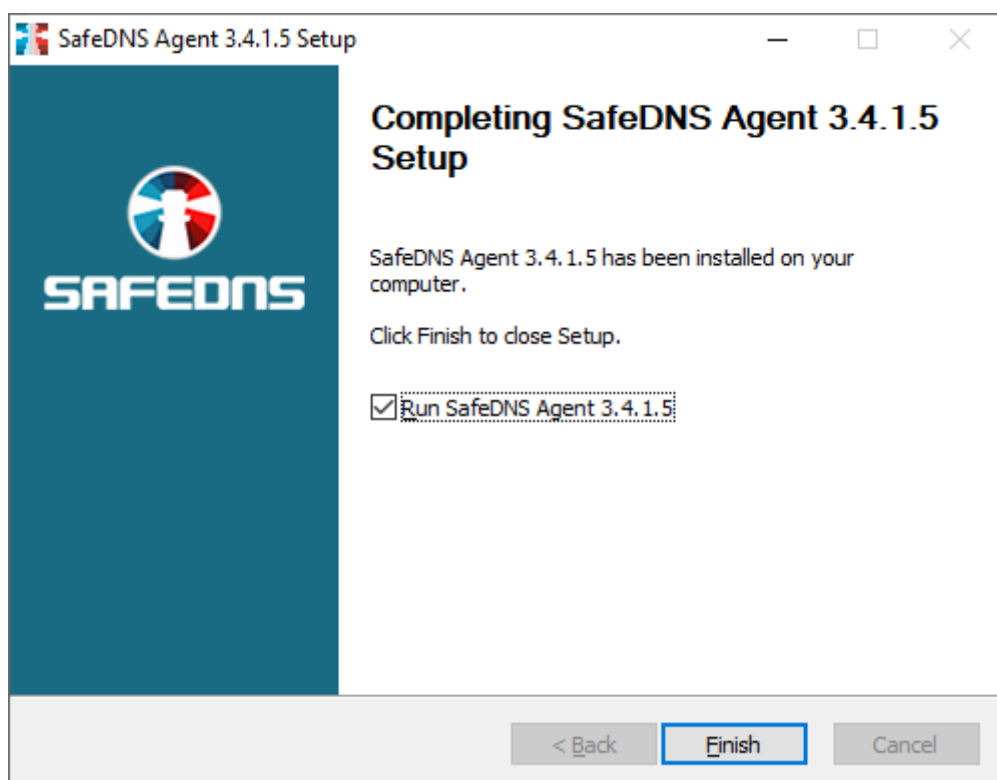 SafeDNS Agent 3.4.1.5 Setup
SAFEDNS
Completing SafeDNS Agent 3.4.1.5
Setup
SafeDNS Agent 3.4.1.5 has been installed on your
computer.
Click Finish to close Setup.
Run SafeDNS Agent 3.4.1.5
< Back
Finish
Cancel